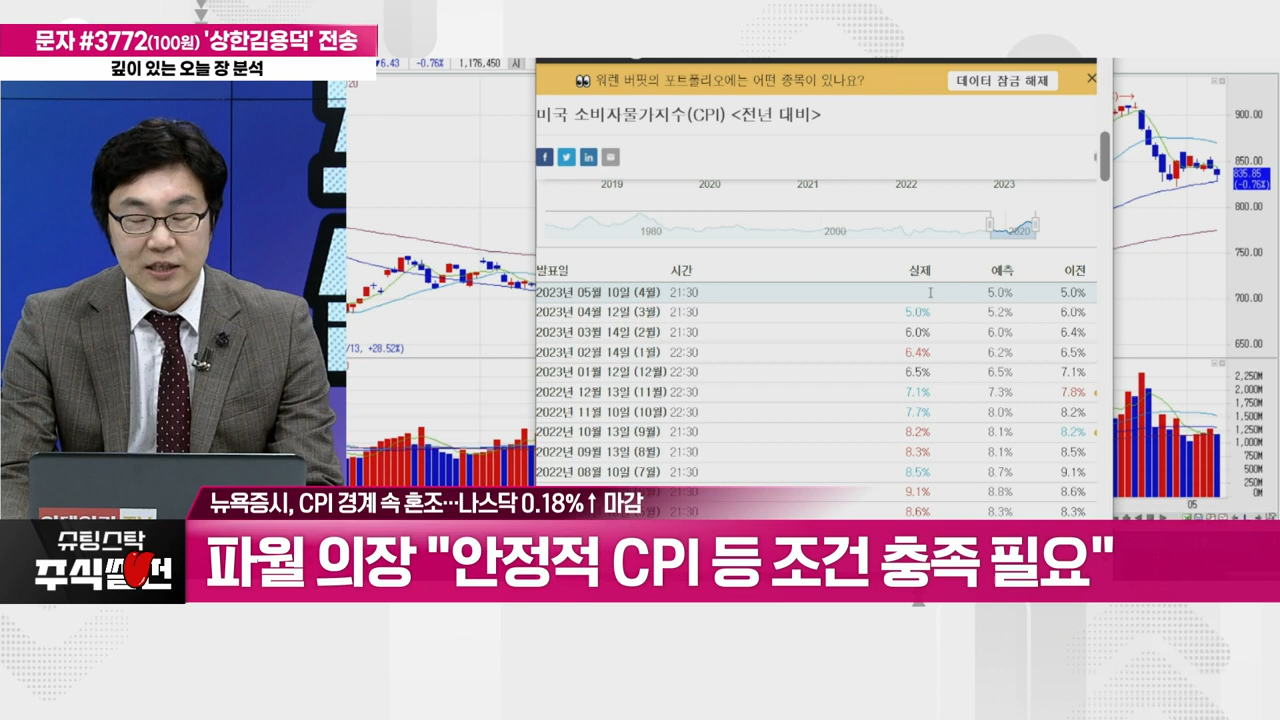 문자 #3772(100원) '상한김용덕' 전송
깊이 있는 오늘 장 분석
▼6.43 -0.76% 1,176,450 시
/13, +28.52%)
워렌 버핏의 포트폴리오에는 어떤 종목이 있나요? 데이터 잠금 해제
미국 소비자물가지수(CPI) <전년 대비>
2019 2020 2021 2022 2023
1980 2000 2020
발표일 시간 실제 예측 이전
2023년 05월 10일 (4월) 21:30 5.0% 5.0%
2023년 04월 12일 (3월) 21:30 5.0% 5.2% 6.0%
2023년 03월 14일 (2월) 21:30 6.0% 6.0% 6.4%
2023년 02월 14일 (1월) 22:30 6.4% 6.2% 6.5%
2023년 01월 12일 (12월) 22:30 6.5% 6.5% 7.1%
2022년 12월 13일 (11월) 22:30 7.1% 7.3% 7.8%
2022년 11월 10일 (10월) 22:30 7.7% 8.0% 8.2%
2022년 10월 13일 (9월) 21:30 8.2% 8.1% 8.2%
2022년 09월 13일 (8월) 21:30 8.3% 8.1% 8.5%
2022년 08월 10일 (7월) 21:30 8.5% 8.7% 9.1%
9.1% 8.8% 8.6%
8.6% 8.3% 8.3%
900.00
850.00
835.85
(-0.76%)
800.00
750.00
700.00
650.00
2,250M
2,000M
1,750M
1,500M
1,250M
1,000M
750M
500M
250M
0M
05
뉴욕증시, CPI 경계 속 혼조…나스닥 0.18%↑ 마감
슈팅스탁
주식썰전
파월 의장 "안정적 CPI 등 조건 충족 필요"